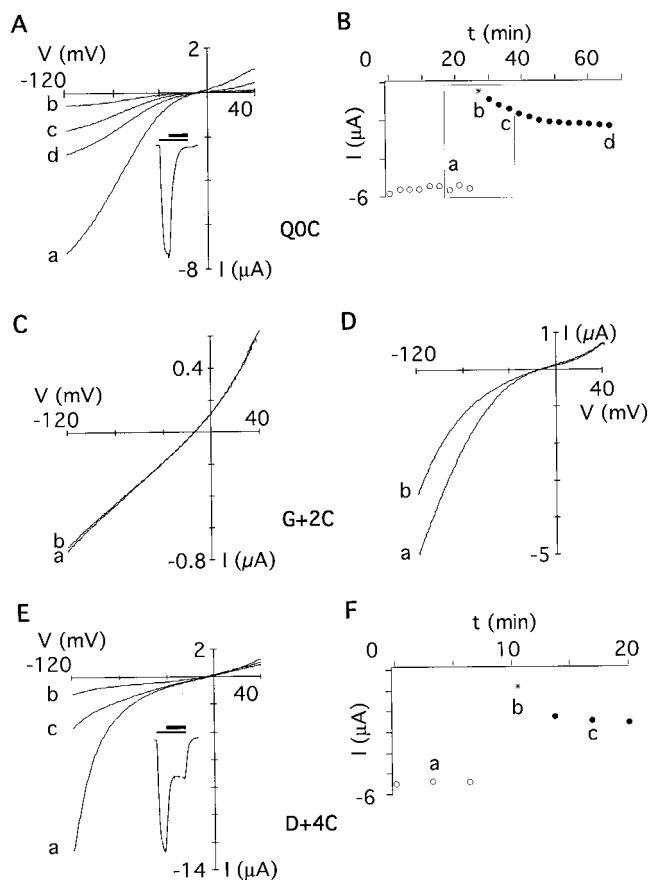 A
V (mV)
-120
2
40
b
c
d
a
-8
I (µA)
B
t (min)
0
20
40
60
I (µA)
-6
a
*
b
c
d
Q0C
C
V (mV)
-120
0.4
40
b
a
-0.8
I (µA)
G+2C
D
1
I (µA)
-120
40
V (mV)
b
a
-5
E
V (mV)
-120
2
40
b
c
a
-14
I (µA)
D+4C
F
t (min)
0
10
20
I (µA)
-6
a
*
b
c